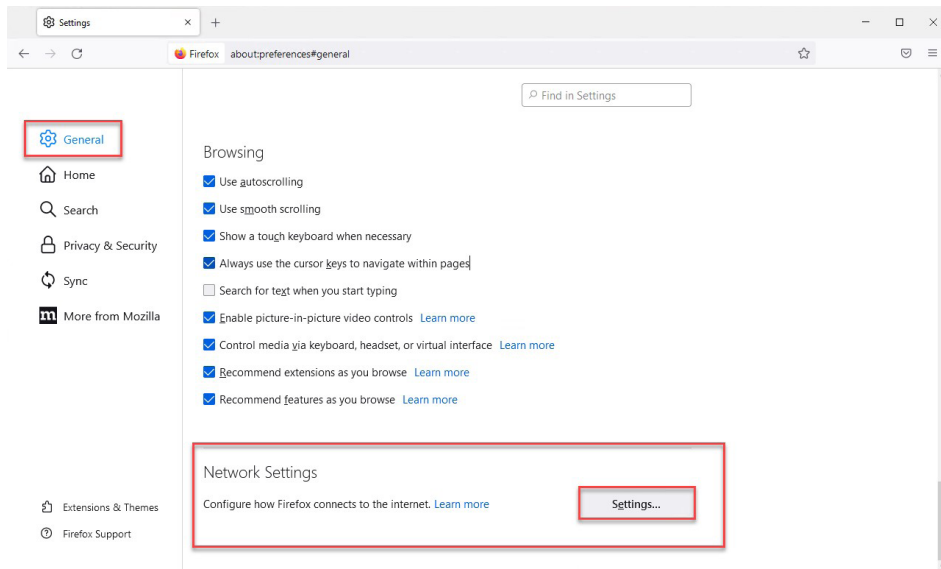 Settings
Firefox about:preferences#general
Find in Settings
General
Home
Search
Privacy & Security
Sync
m More from Mozilla
Extensions & Themes
Firefox Support
Browsing
Use autoscrolling
Use smooth scrolling
Show a touch keyboard when necessary
Always use the cursor keys to navigate within pages
Search for text when you start typing
Enable picture-in-picture video controls Learn more
Control media via keyboard, headset, or virtual interface Learn more
Recommend extensions as you browse Learn more
Recommend features as you browse Learn more
Network Settings
Configure how Firefox connects to the internet. Learn more Settings...